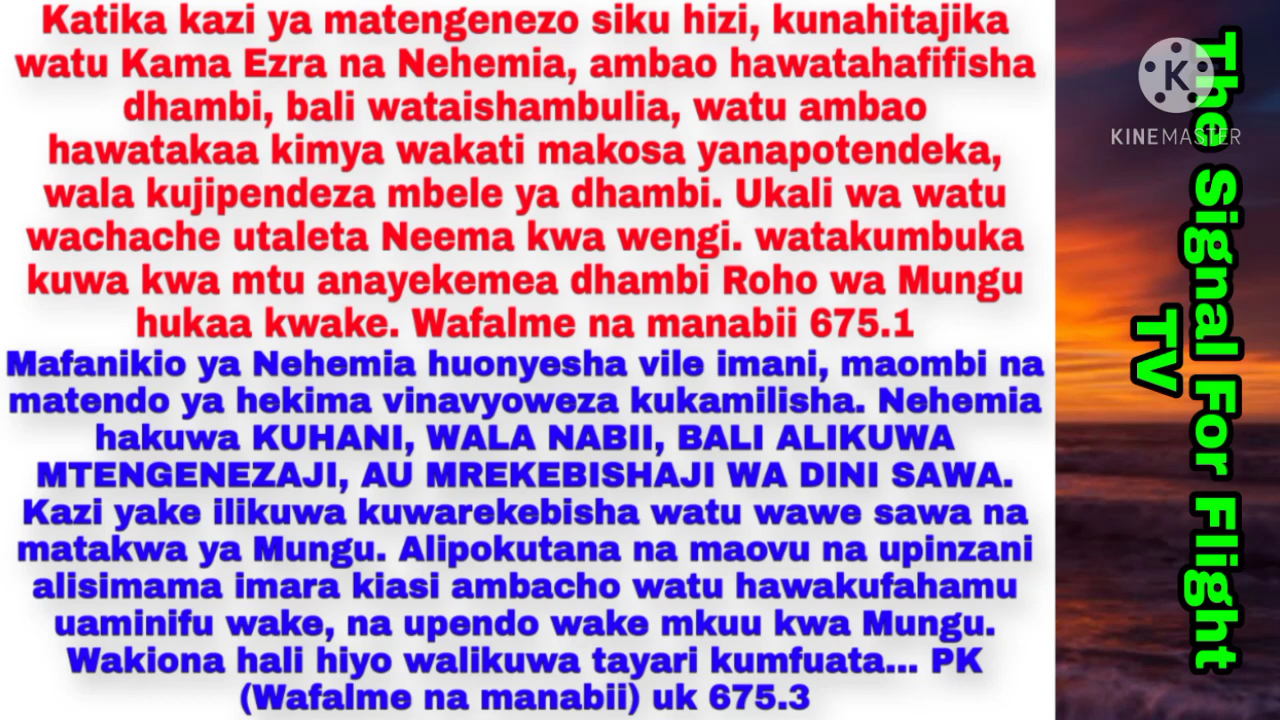 Katika kazi ya matengenezo siku hizi, kunahitajika
watu Kama Ezra na Nehemia, ambao hawatahafifisha
dhambi, bali wataishambulia, watu ambao
hawatakaa kimya wakati makosa yanapotendeka,
wala kujipendeza mbele ya dhambi. Ukali wa watu
wachache utaleta Neema kwa wengi. watakumbuka
kuwa kwa mtu anayekemea dhambi Roho wa Mungu
hukaa kwake. Wafalme na manabii 675.1
Mafanikio ya Nehemia huonyesha vile imani, maombi na
matendo ya hekima vinavyoweza kukamilisha. Nehemia
hakuwa KUHANI, WALA NABII, BALI ALIKUWA
MTENGENEZAJI, AU MREKEBISHAJI WA DINI SAWA.
Kazi yake ilikuwa kuwarekebisha watu wawe sawa na
matakwa ya Mungu. Alipokutana na maovu na upinzani
alisimama imara kiasi ambacho watu hawakufahamu
uaminifu wake, na upendo wake mkuu kwa Mungu.
Wakiona hali hiyo walikuwa tayari kumfuata... PK
(Wafalme na manabii) uk 675.3
The Signal For Flight
TV
K
KINEMASTER